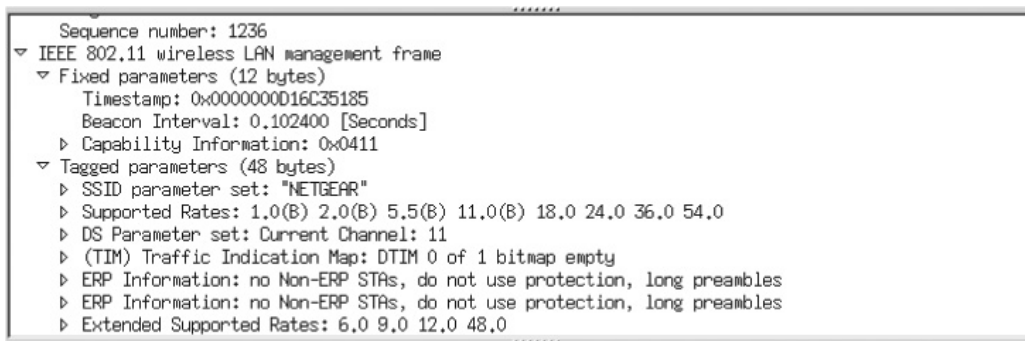 Sequence number: 1236
IEEE 802.11 wireless LAN management frame
Fixed parameters (12 bytes)
Timestamp: 0x0000000D16C35185
Beacon Interval: 0.102400 [Seconds]
Capability Information: 0x0411
Tagged parameters (48 bytes)
SSID parameter set: "NETGEAR"
Supported Rates: 1.0(B) 2.0(B) 5.5(B) 11.0(B) 18.0 24.0 36.0 54.0
DS Parameter set: Current Channel: 11
(TIM) Traffic Indication Map: DTIM 0 of 1 bitmap empty
ERP Information: no Non-ERP STAs, do not use protection, long preambles
ERP Information: no Non-ERP STAs, do not use protection, long preambles
Extended Supported Rates: 6.0 9.0 12.0 48.0